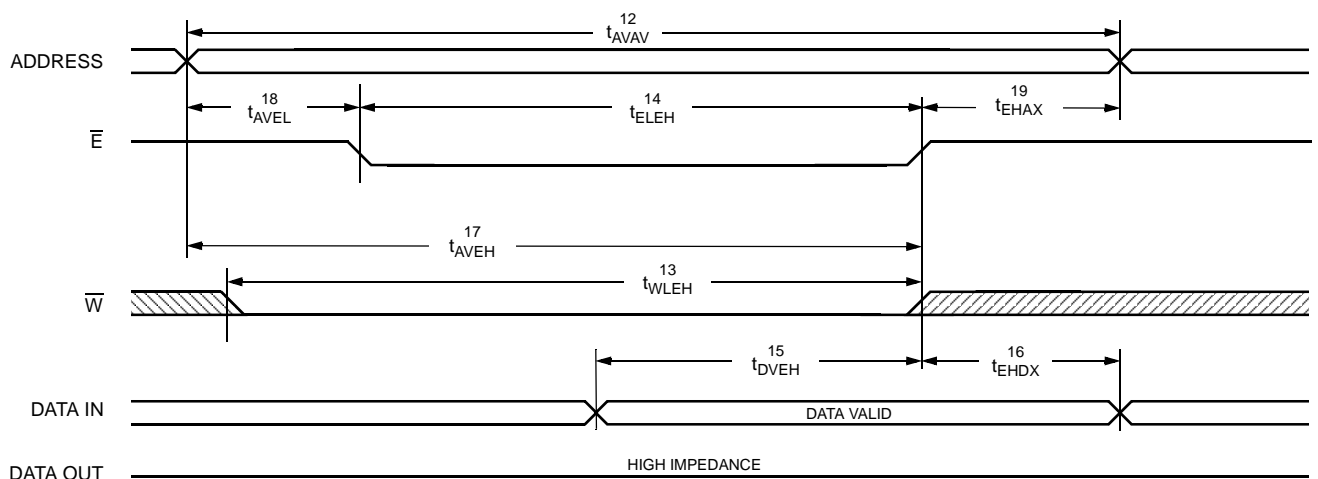 12
tAVAV
ADDRESS
18
tAVEL
14
tELEH
19
tEHAX
E
17
tAVEH
13
tWLEH
W
15
tDVEH
16
tEHDX
DATA IN
DATA VALID
DATA OUT
HIGH IMPEDANCE